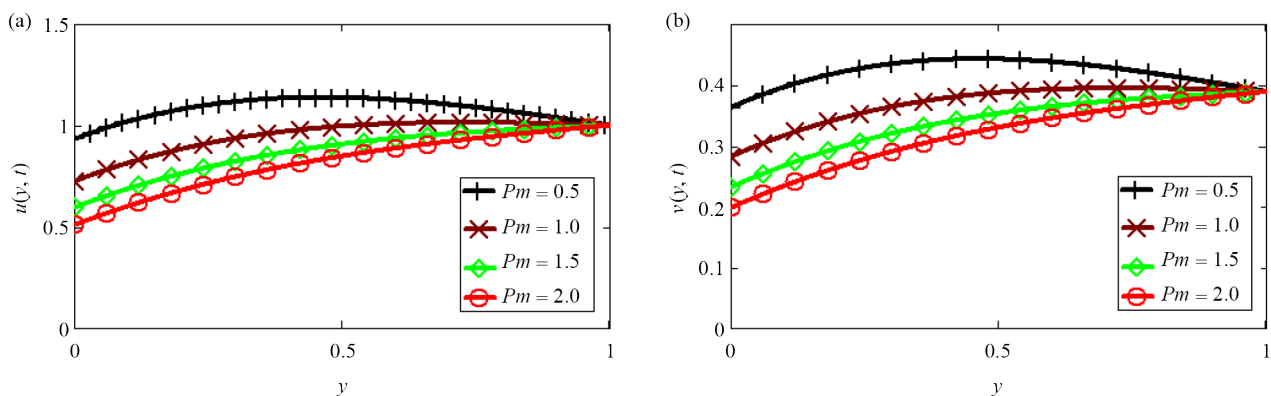 (a)
1.5
1
0.5
0
u(y, t)
0
0.5
1
y
Pm = 0.5
Pm = 1.0
Pm = 1.5
Pm = 2.0
(b)
0.4
0.3
0.2
0.1
0
v(y, t)
0
0.5
1
y
Pm = 0.5
Pm = 1.0
Pm = 1.5
Pm = 2.0